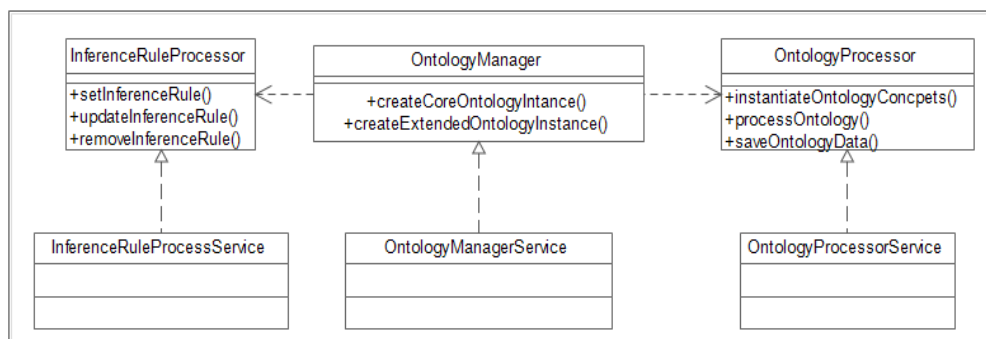 InferenceRuleProcessor
+setInferenceRule()
+updateInferenceRule()
+removeInferenceRule()
OntologyManager
+createCoreOntologyIntance()
+createExtendedOntologyInstance()
OntologyProcessor
+instantiateOntologyConcpets()
+processOntology()
+saveOntologyData()
InferenceRuleProcessService
OntologyManagerService
OntologyProcessorService